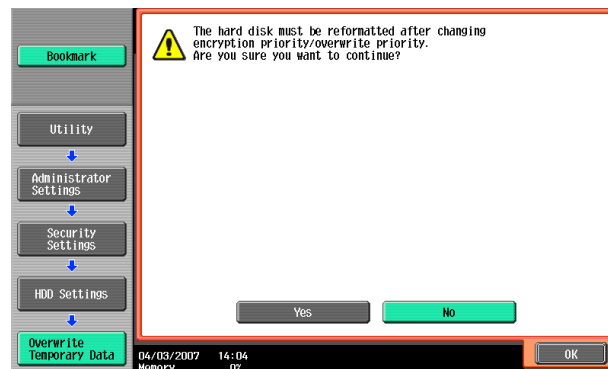 Bookmark
Utility
Administrator
Settings
Security
Settings
HDD Settings
Overwrite
Temporary Data
The hard disk must be reformatted after changing
encryption priority/overwrite priority.
Are you sure you want to continue?
Yes
No
04/03/2007 14:04
Memory 0%
OK